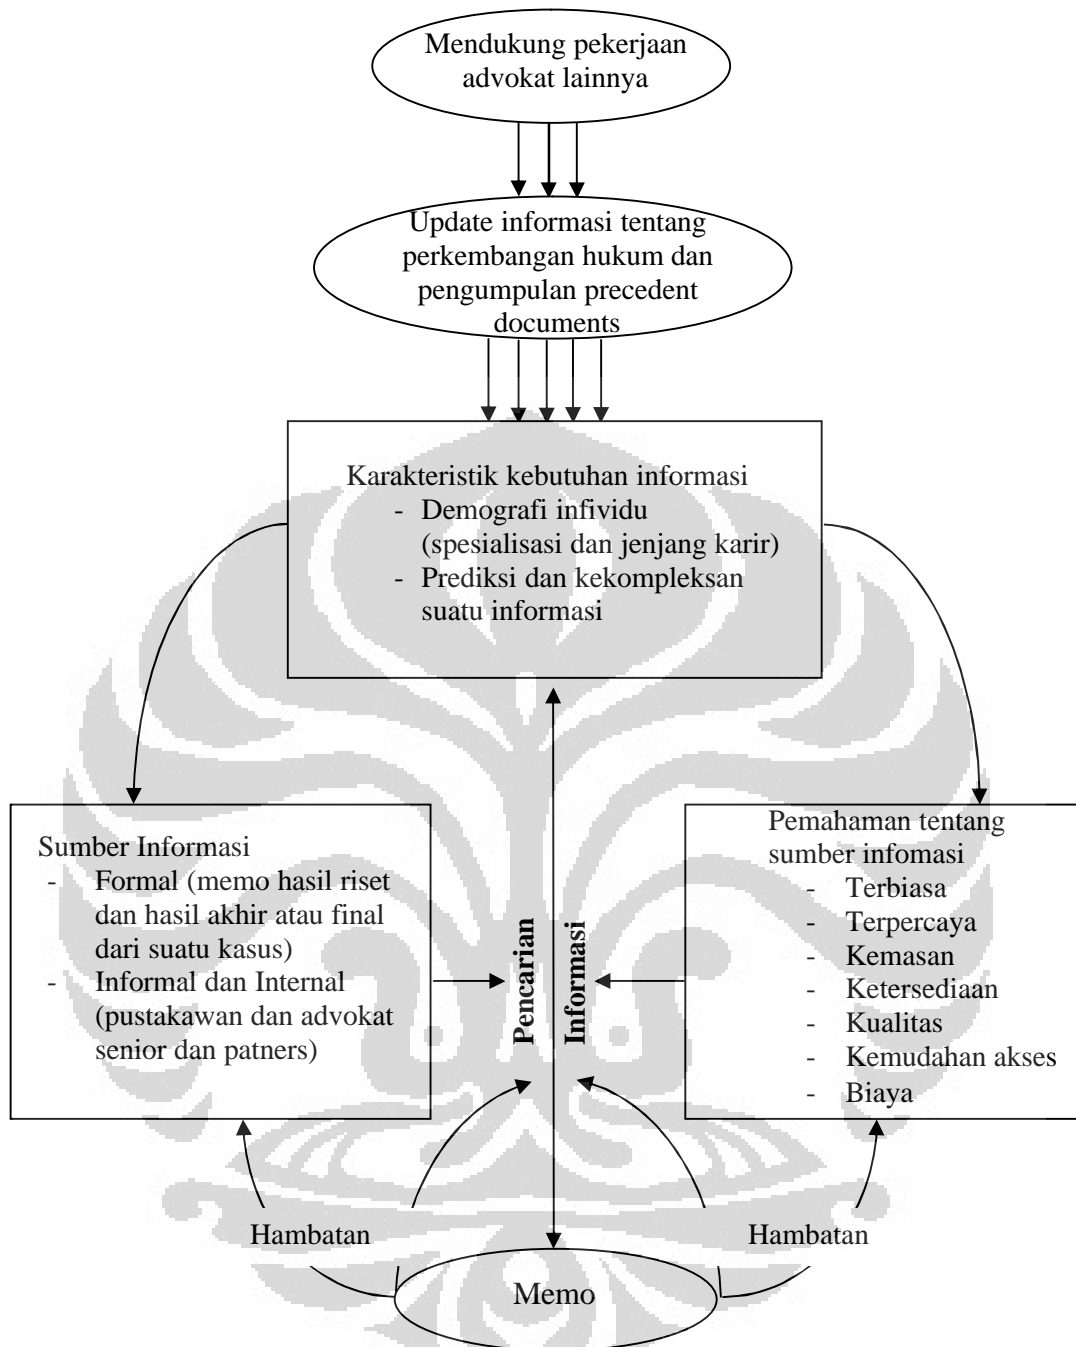 Mendukung pekerjaan
advokat lainnya
Update informasi tentang
perkembangan hukum dan
pengumpulan precedent
documents
Karakteristik kebutuhan informasi
- Demografi infividu
(spesialisasi dan jenjang karir)
- Prediksi dan kekompleksan
suatu informasi
Sumber Informasi
- Formal (memo hasil riset
dan hasil akhir atau final
dari suatu kasus)
- Informal dan Internal
(pustakawan dan advokat
senior dan patners)
Pencarian
Informasi
Pemahaman tentang
sumber infomasi
- Terbiasa
- Terpercaya
- Kemasan
- Ketersediaan
- Kualitas
- Kemudahan akses
- Biaya
Hambatan
Hambatan
Memo